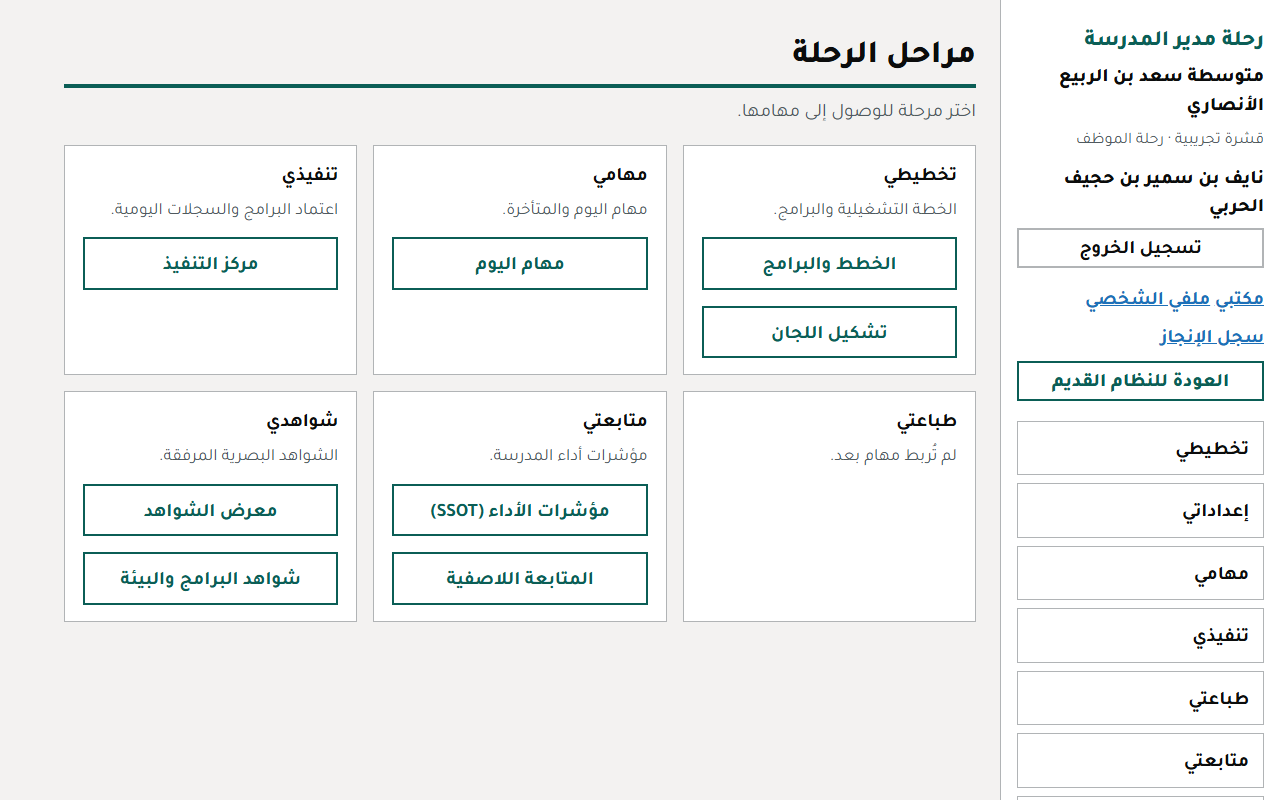 رحلة مدير المدرسة
متوسطة سعد بن الربيع
الأنصاري
قشرة تجريبية · رحلة الموظف
نايف بن سمير بن حجيف
الحربي
تسجيل الخروج
مكتبي ملفي الشخصي
سجل الإنجاز
العودة للنظام القديم
تخطيطي
إعداداتي
مهامي
تنفيذي
طباعتي
متابعتي
مراحل الرحلة
اختر مرحلة للوصول إلى مهامها.
تخطيطي
الخطة التشغيلية والبرامج.
الخطط والبرامج
تشكيل اللجان
مهامي
مهام اليوم والمتأخرة.
مهام اليوم
تنفيذي
اعتماد البرامج والسجلات اليومية.
مركز التنفيذ
طباعتي
لم تُربط مهام بعد.
متابعتي
مؤشرات أداء المدرسة.
مؤشرات الأداء (SSOT)
المتابعة اللاصفية
شواهدي
الشواهد البصرية المرفقة.
معرض الشواهد
شواهد البرامج والبيئة